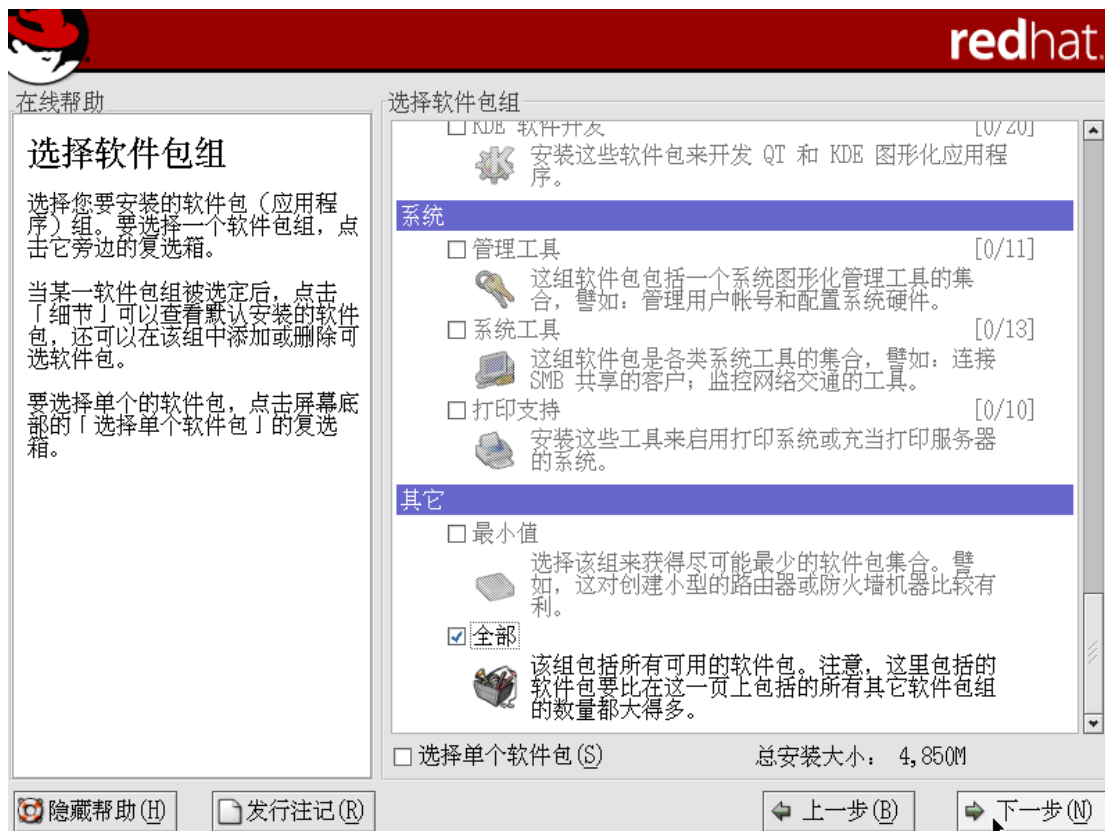 redhat.
在线帮助
选择软件包组
选择您要安装的软件包（应用程
序）组。要选择一个软件包组，点
击它旁边的复选箱。
当某一软件包组被选定后，点击
「细节」可以查看默认安装的软件
包，还可以在该组中添加或删除可
选软件包。
要选择单个的软件包，点击屏幕底
部的「选择单个软件包」的复选
箱。
选择软件包组
KDE 软件开发 [0/20]
安装这些软件包来开发 QT 和 KDE 图形化应用程
序。
系统
管理工具 [0/11]
这组软件包包括一个系统图形化管理工具的集
合，譬如：管理用户帐号和配置系统硬件。
系统工具 [0/13]
这组软件包是各类系统工具的集合，譬如：连接
SMB 共享的客户；监控网络交通的工具。
打印支持 [0/10]
安装这些工具来启用打印系统或充当打印服务器
的系统。
其它
最小值
选择该组来获得尽可能最少的软件包集合。譬
如，这对创建小型的路由器或防火墙机器比较有
利。
全部
该组包括所有可用的软件包。注意，这里包括的
软件包要比在这一页上包括的所有其它软件包组
的数量都大得多。
选择单个软件包(S) 总安装大小： 4,850M
隐藏帮助(H) 发行注记(R) 上一步(B) 下一步(N)